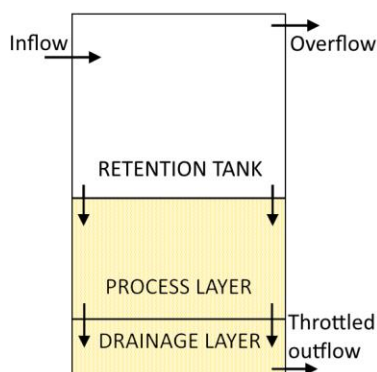 Inflow
Overflow
RETENTION TANK
PROCESS LAYER
Throttled
DRAINAGE LAYER
outflow